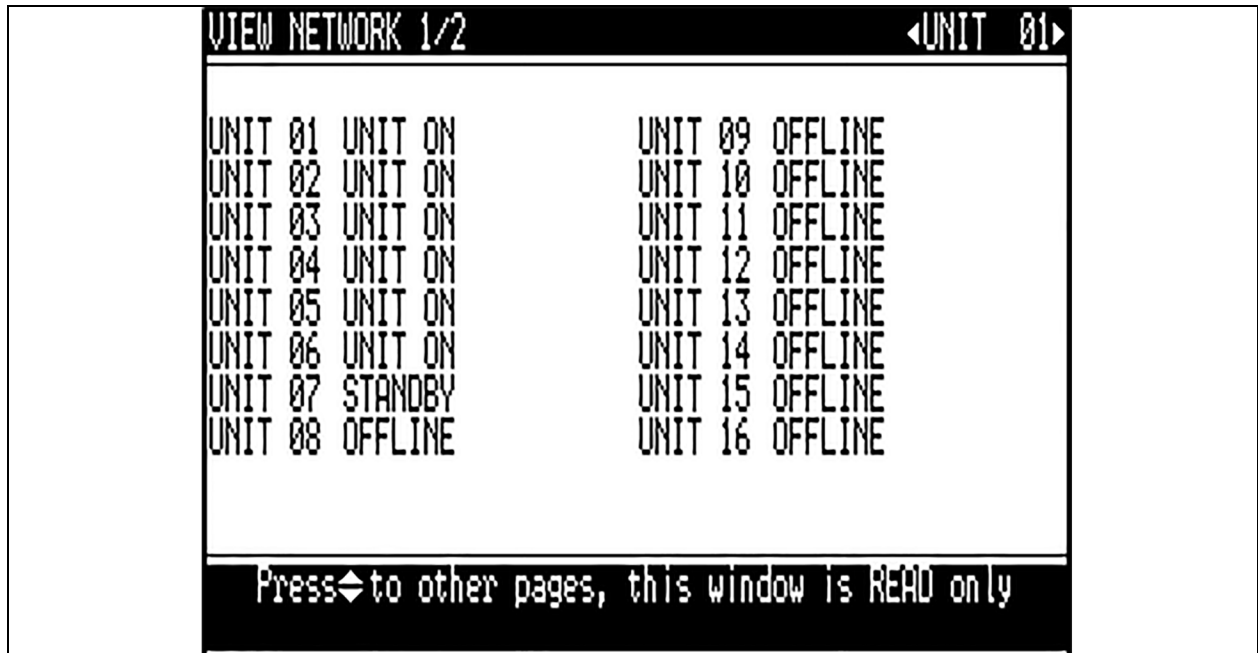 VIEW NETWORK 1/2 ◂UNIT 01▸
UNIT 01 UNIT ON UNIT 09 OFFLINE
UNIT 02 UNIT ON UNIT 10 OFFLINE
UNIT 03 UNIT ON UNIT 11 OFFLINE
UNIT 04 UNIT ON UNIT 12 OFFLINE
UNIT 05 UNIT ON UNIT 13 OFFLINE
UNIT 06 UNIT ON UNIT 14 OFFLINE
UNIT 07 STANDBY UNIT 15 OFFLINE
UNIT 08 OFFLINE UNIT 16 OFFLINE
Press⬘to other pages, this window is READ only